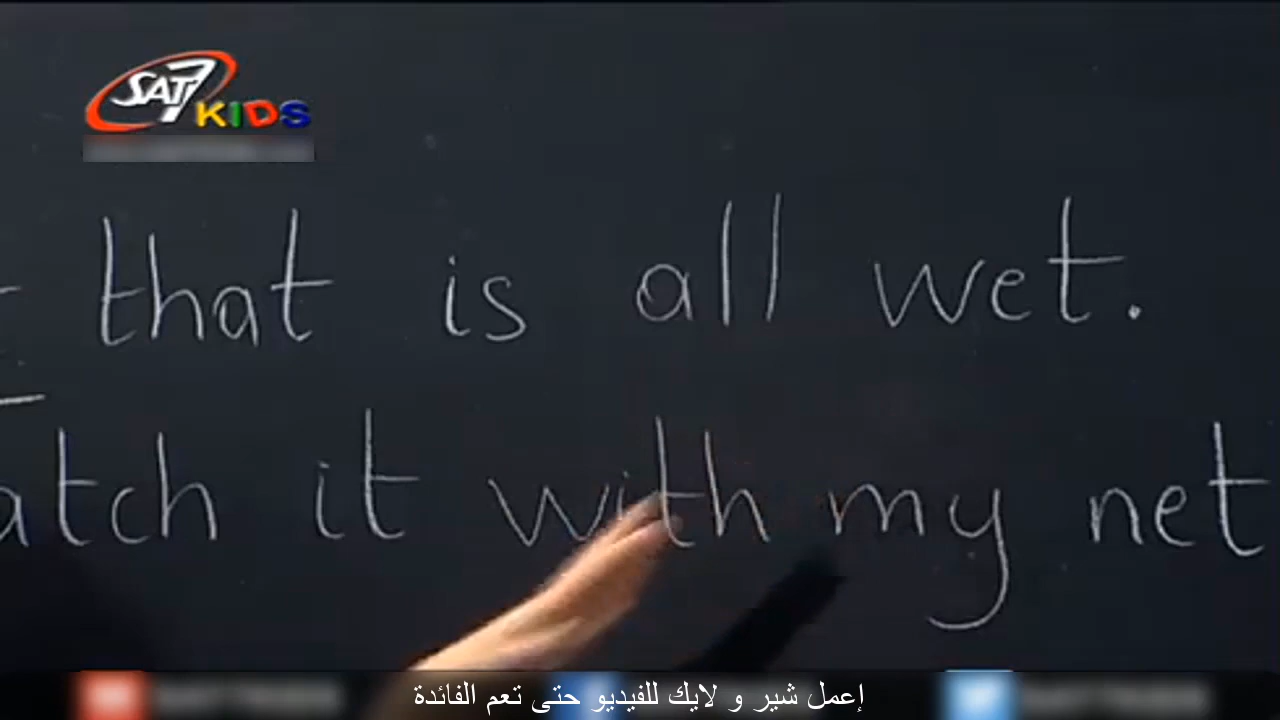 SAT7
KIDS
that is all wet.
atch it with my net
إعمل شير و لايك للفيديو حتى تعم الفائدة